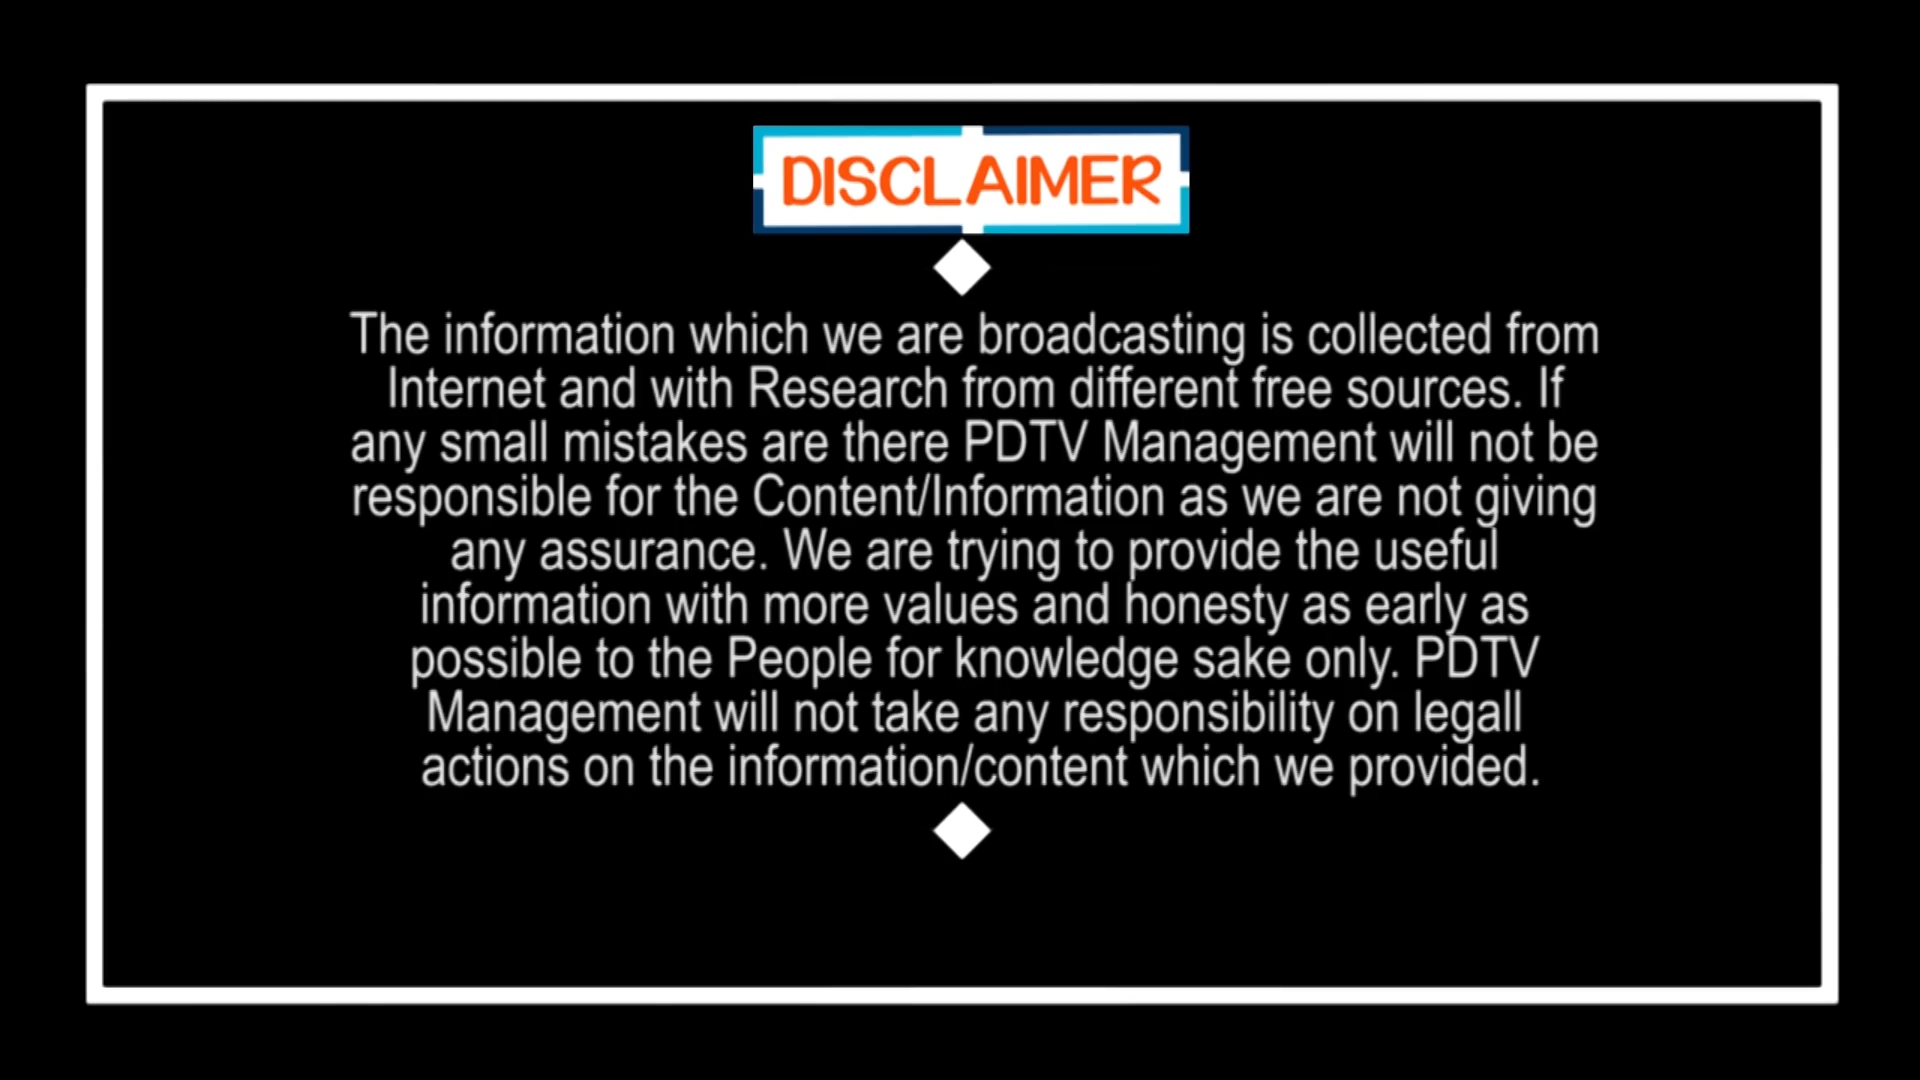 DISCLAIMER
The information which we are broadcasting is collected from
Internet and with Research from different free sources. If
any small mistakes are there PDTV Management will not be
responsible for the Content/Information as we are not giving
any assurance. We are trying to provide the useful
information with more values and honesty as early as
possible to the People for knowledge sake only. PDTV
Management will not take any responsibility on legall
actions on the information/content which we provided.